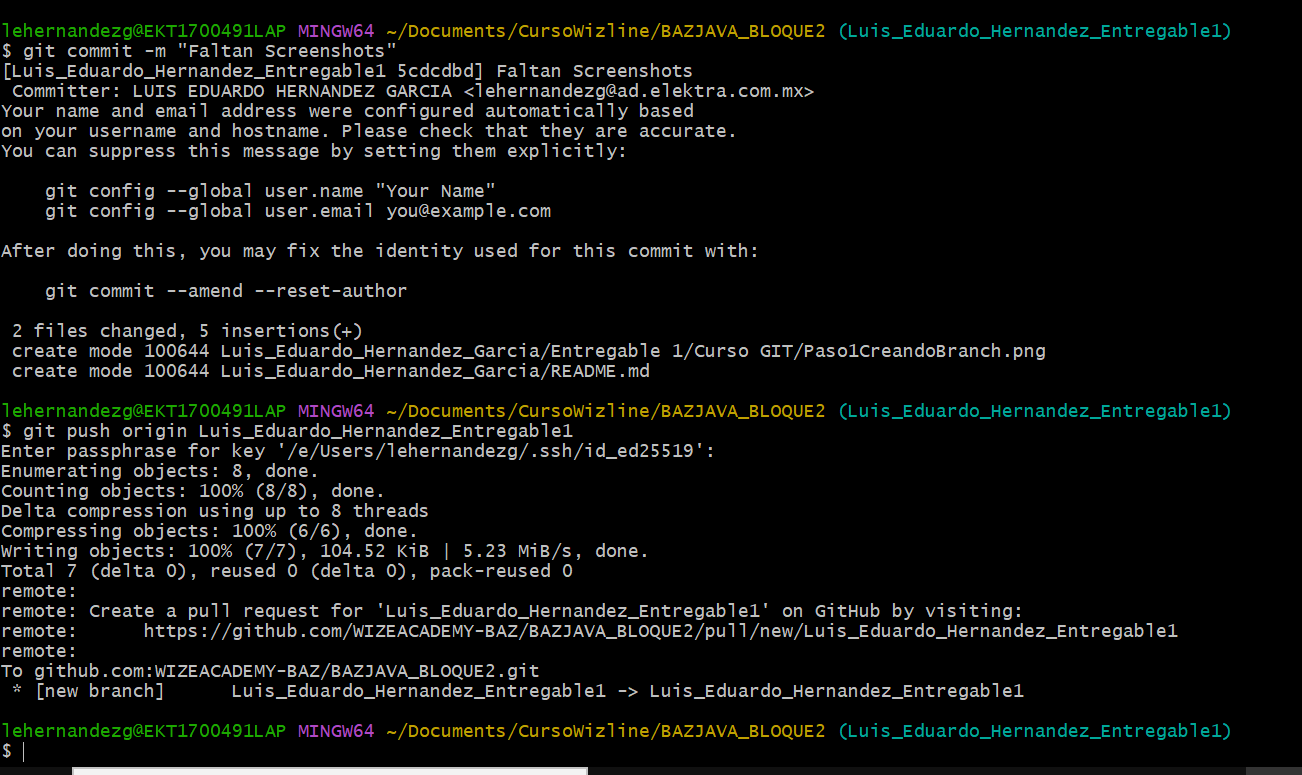 lehernandezg@EKT1700491LAP MINGW64 ~/Documents/CursoWizline/BAZJAVA_BLOQUE2 (Luis_Eduardo_Hernandez_Entregable1)
$ git commit -m "Faltan Screenshots"
[Luis_Eduardo_Hernandez_Entregable1 5cdcdbd] Faltan Screenshots
 Committer: LUIS EDUARDO HERNANDEZ GARCIA <lehernandezg@ad.elektra.com.mx>
Your name and email address were configured automatically based
on your username and hostname. Please check that they are accurate.
You can suppress this message by setting them explicitly:

    git config --global user.name "Your Name"
    git config --global user.email you@example.com

After doing this, you may fix the identity used for this commit with:

    git commit --amend --reset-author

 2 files changed, 5 insertions(+)
 create mode 100644 Luis_Eduardo_Hernandez_Garcia/Entregable 1/Curso GIT/Paso1CreandoBranch.png
 create mode 100644 Luis_Eduardo_Hernandez_Garcia/README.md

lehernandezg@EKT1700491LAP MINGW64 ~/Documents/CursoWizline/BAZJAVA_BLOQUE2 (Luis_Eduardo_Hernandez_Entregable1)
$ git push origin Luis_Eduardo_Hernandez_Entregable1
Enter passphrase for key '/e/Users/lehernandezg/.ssh/id_ed25519':
Enumerating objects: 8, done.
Counting objects: 100% (8/8), done.
Delta compression using up to 8 threads
Compressing objects: 100% (6/6), done.
Writing objects: 100% (7/7), 104.52 KiB | 5.23 MiB/s, done.
Total 7 (delta 0), reused 0 (delta 0), pack-reused 0
remote:
remote: Create a pull request for 'Luis_Eduardo_Hernandez_Entregable1' on GitHub by visiting:
remote:      https://github.com/WIZEACADEMY-BAZ/BAZJAVA_BLOQUE2/pull/new/Luis_Eduardo_Hernandez_Entregable1
remote:
To github.com:WIZEACADEMY-BAZ/BAZJAVA_BLOQUE2.git
 * [new branch]      Luis_Eduardo_Hernandez_Entregable1 -> Luis_Eduardo_Hernandez_Entregable1

lehernandezg@EKT1700491LAP MINGW64 ~/Documents/CursoWizline/BAZJAVA_BLOQUE2 (Luis_Eduardo_Hernandez_Entregable1)
$